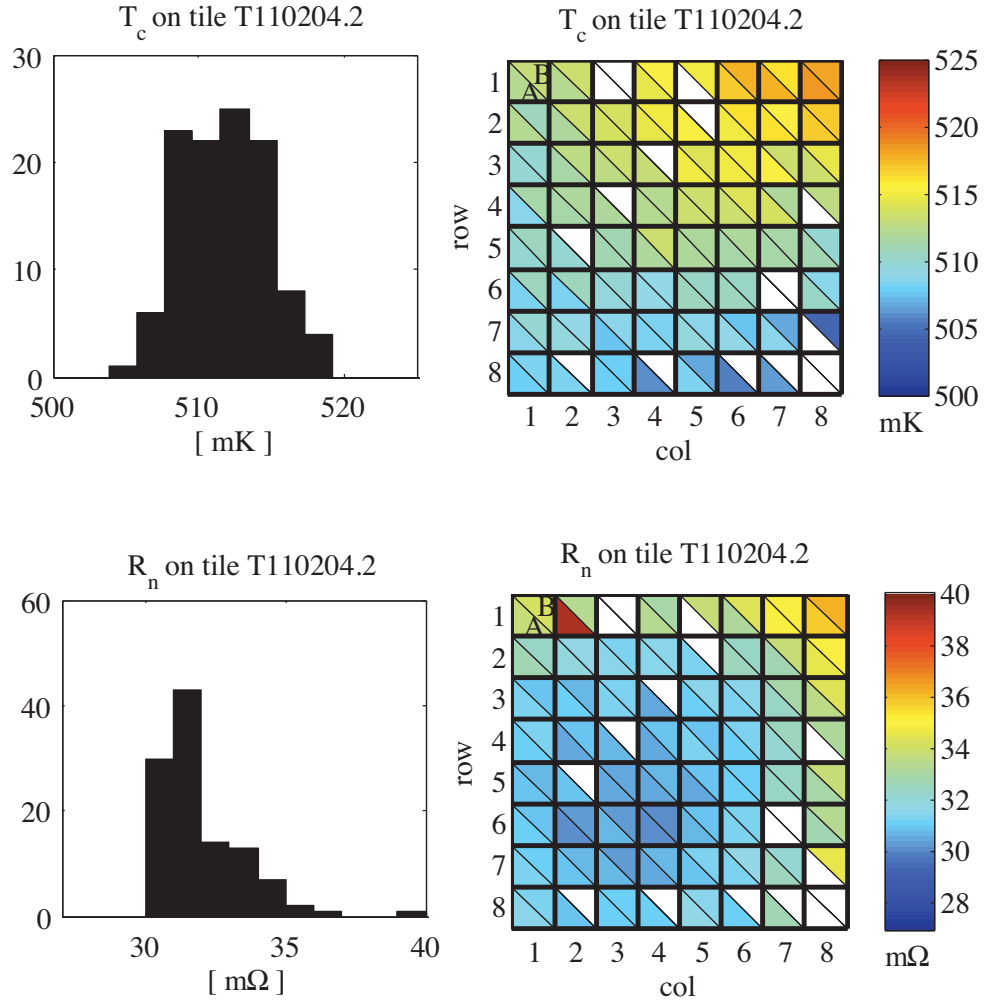 T_c on tile T110204.2
30
20
10
0
500 510 520
[ mK ]
T_c on tile T110204.2
1
2
3
4
5
6
7
8
row
A B
1 2 3 4 5 6 7 8
col
525
520
515
510
505
500
mK
R_n on tile T110204.2
60
40
20
0
30 35 40
[ mΩ ]
R_n on tile T110204.2
1
2
3
4
5
6
7
8
row
A B
1 2 3 4 5 6 7 8
col
40
38
36
34
32
30
28
mΩ